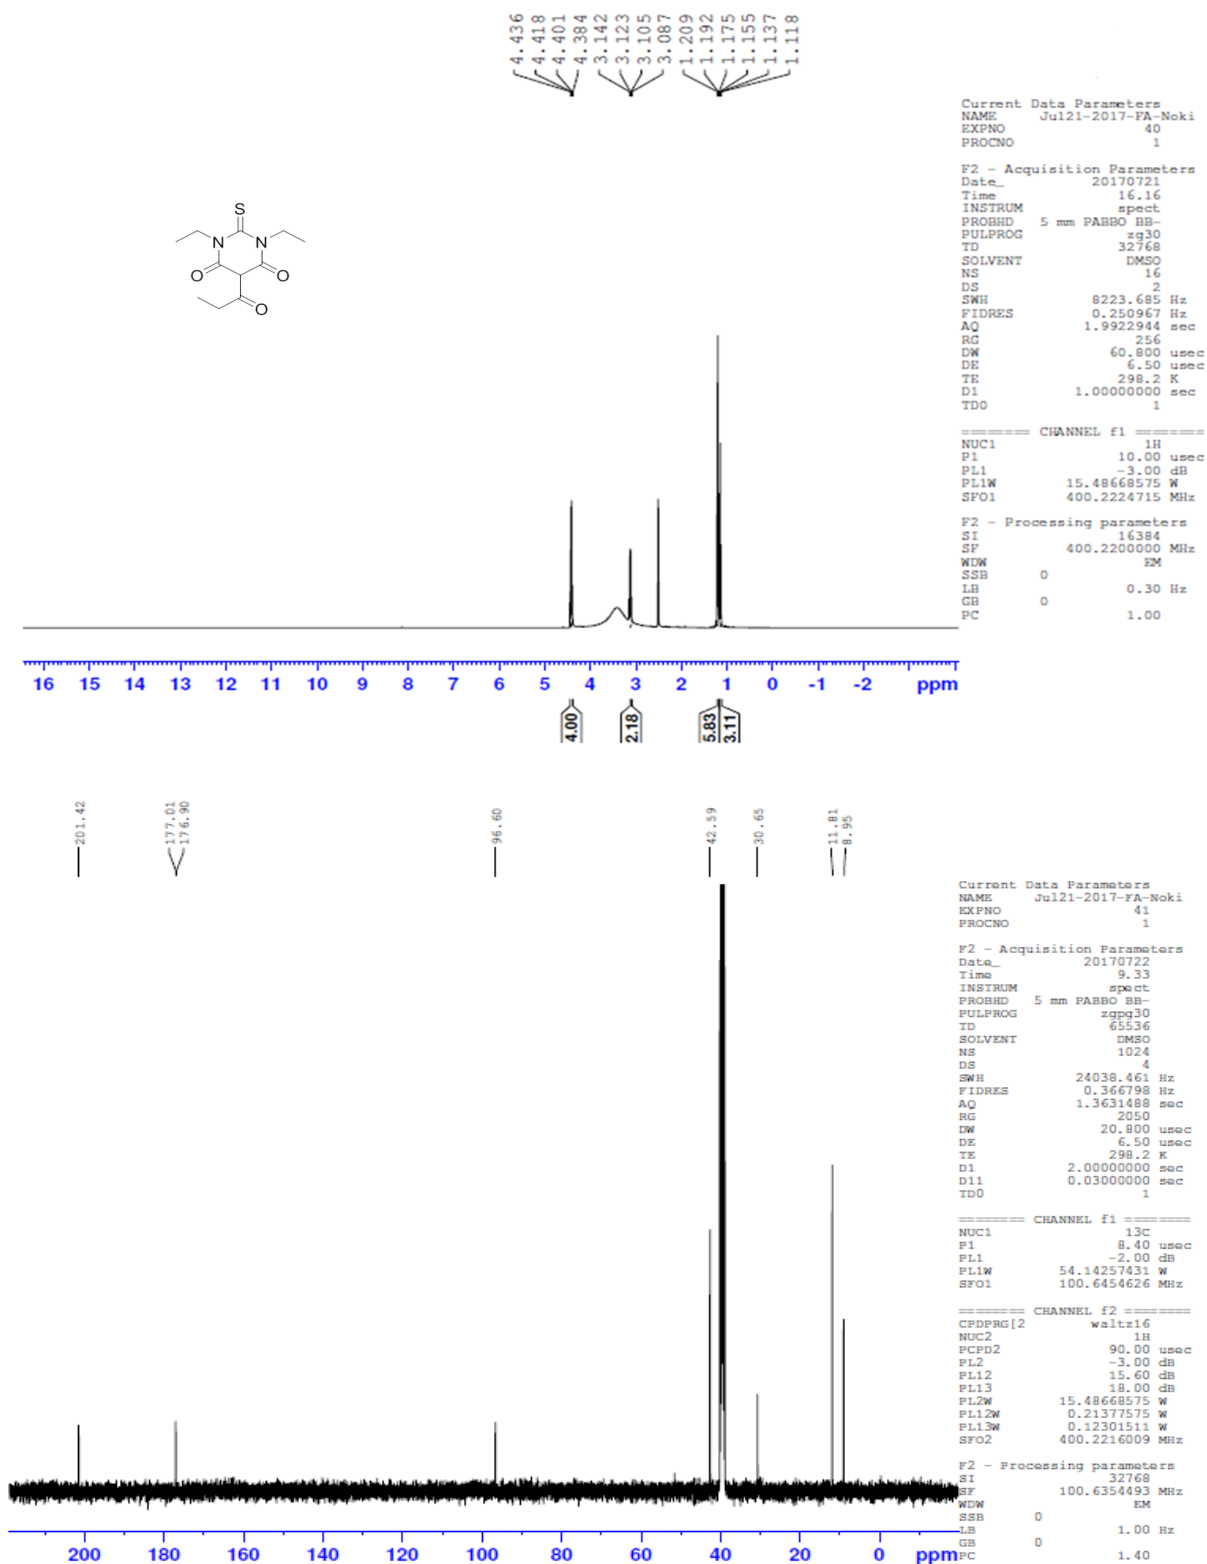 4.436
4.418
4.401
4.384
3.142
3.123
3.105
3.087
1.209
1.192
1.175
1.155
1.137
1.118
Current Data Parameters
NAME Jul21-2017-FA-Noki
EXPNO 40
PROCNO 1
F2 - Acquisition Parameters
Date_ 20170721
Time 16.16
INSTRUM spect
PROBHD 5 mm PABBO BB-
PULPROG zg30
TD 32768
SOLVENT DMSO
NS 16
DS 2
SWH 8223.685 Hz
FIDRES 0.250967 Hz
AQ 1.9922944 sec
RG 256
DW 60.800 usec
DE 6.50 usec
TE 298.2 K
D1 1.00000000 sec
TD0 1
======== CHANNEL f1 ========
NUC1 1H
P1 10.00 usec
PL1 -3.00 dB
PL1W 15.48668575 W
SFO1 400.2224715 MHz
F2 - Processing parameters
SI 16384
SF 400.2200000 MHz
WDW EM
SSB 0
LB 0.30 Hz
GB 0
PC 1.00
S
N N
O O
O
16 15 14 13 12 11 10 9 8 7 6 5 4 3 2 1 0 -1 -2 ppm
4.00
2.18
5.83
3.11
201.42
177.01
176.90
96.60
42.59
30.65
11.81
8.95
Current Data Parameters
NAME Jul21-2017-FA-Noki
EXPNO 41
PROCNO 1
F2 - Acquisition Parameters
Date_ 20170722
Time 9.33
INSTRUM spect
PROBHD 5 mm PABBO BB-
PULPROG zgpg30
TD 65536
SOLVENT DMSO
NS 1024
DS 4
SWH 24038.461 Hz
FIDRES 0.366798 Hz
AQ 1.3631488 sec
RG 2050
DW 20.800 usec
DE 6.50 usec
TE 298.2 K
D1 2.00000000 sec
D11 0.03000000 sec
TD0 1
======== CHANNEL f1 ========
NUC1 13C
P1 8.40 usec
PL1 -2.00 dB
PL1W 54.14257431 W
SFO1 100.6454626 MHz
======== CHANNEL f2 ========
CPDPRG[2 waltz16
NUC2 1H
PCPD2 90.00 usec
PL2 -3.00 dB
PL12 15.60 dB
PL13 18.00 dB
PL2W 15.48668575 W
PL12W 0.21377575 W
PL13W 0.12301511 W
SFO2 400.2216009 MHz
F2 - Processing parameters
SI 32768
SF 100.6354493 MHz
WDW EM
SSB 0
LB 1.00 Hz
GB 0
PC 1.40
200 180 160 140 120 100 80 60 40 20 0 ppm